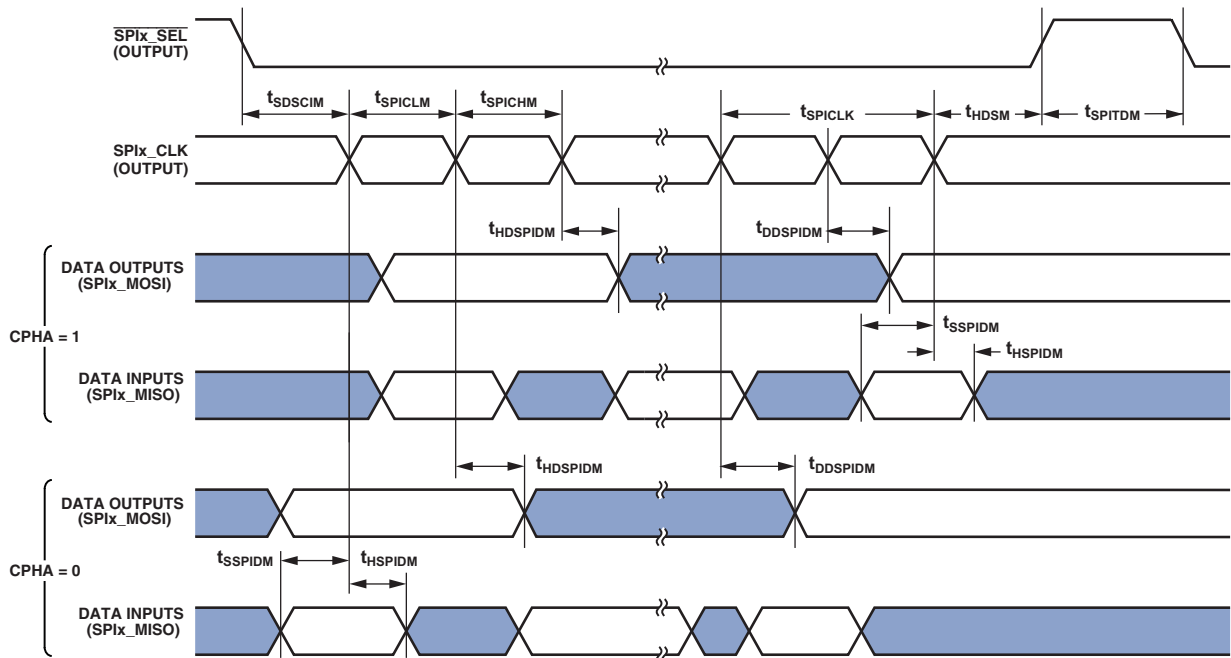 SPIx_SEL
(OUTPUT)
tSDSCIM tSPICLM tSPICHM tSPICLK tHDSM tSPITDM
SPIx_CLK
(OUTPUT)
tHDSPIDM tDDSPIDM
DATA OUTPUTS
(SPIx_MOSI)
CPHA = 1
tSSPIDM
tHSPIDM
DATA INPUTS
(SPIx_MISO)
tHDSPIDM tDDSPIDM
DATA OUTPUTS
(SPIx_MOSI)
tSSPIDM tHSPIDM
CPHA = 0
DATA INPUTS
(SPIx_MISO)